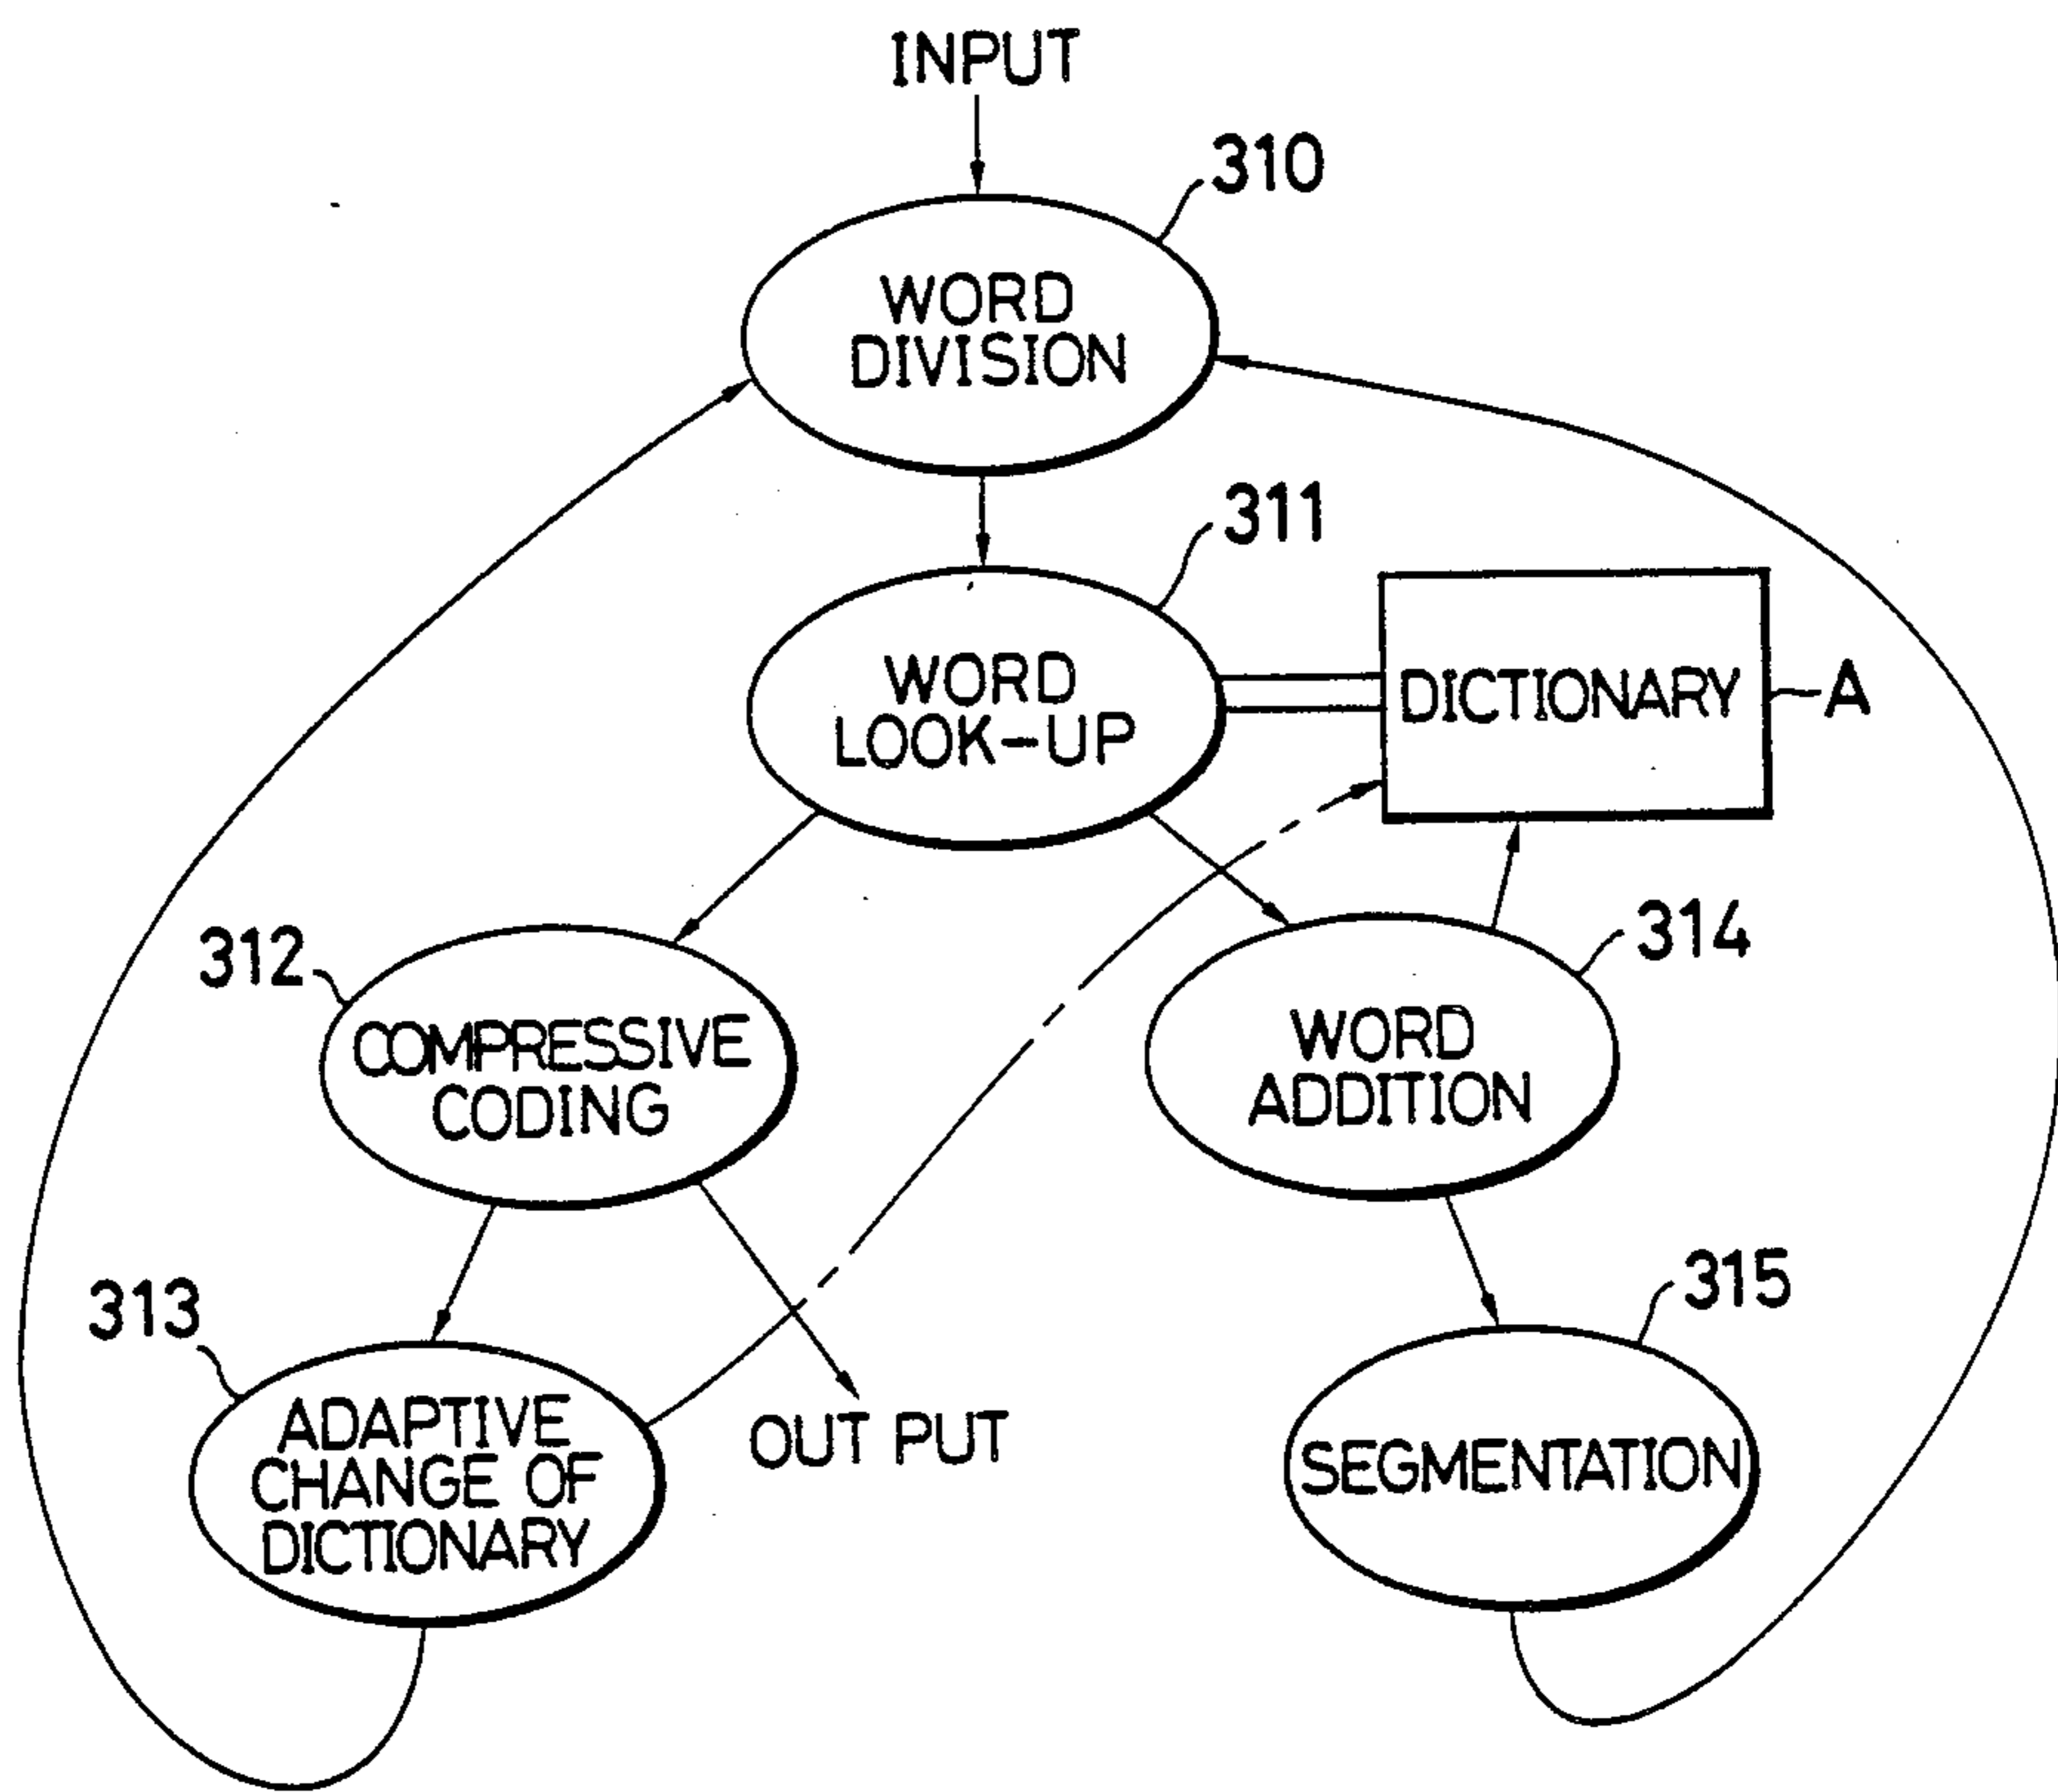 INPUT
310
WORD
DIVISION
311
WORD
LOOK-UP
DICTIONARY
A
312
COMPRESSIVE
CODING
314
WORD
ADDITION
313
ADAPTIVE
CHANGE OF
DICTIONARY
OUT PUT
315
SEGMENTATION